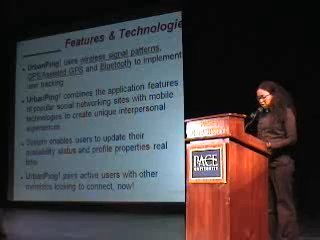 Features & Technologie
UrbanPing! uses wireless signal patterns,
GPS/Assisted GPS and Bluetooth to implement
user tracking
UrbanPing! combines the application features
of popular social networking sites with mobile
technologies to create unique interpersonal
experiences
System enables users to update their
availability status and profile properties real
time
UrbanPing! pairs active users with other
members looking to connect, now!
PACE
UNIVERSITY